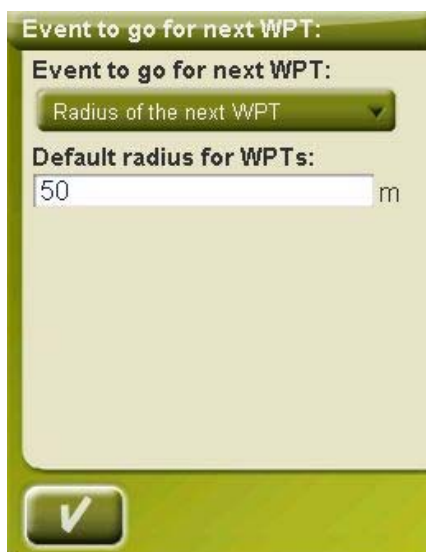 Event to go for next WPT:
Event to go for next WPT:
Radius of the next WPT
Default radius for WPTs:
50 m